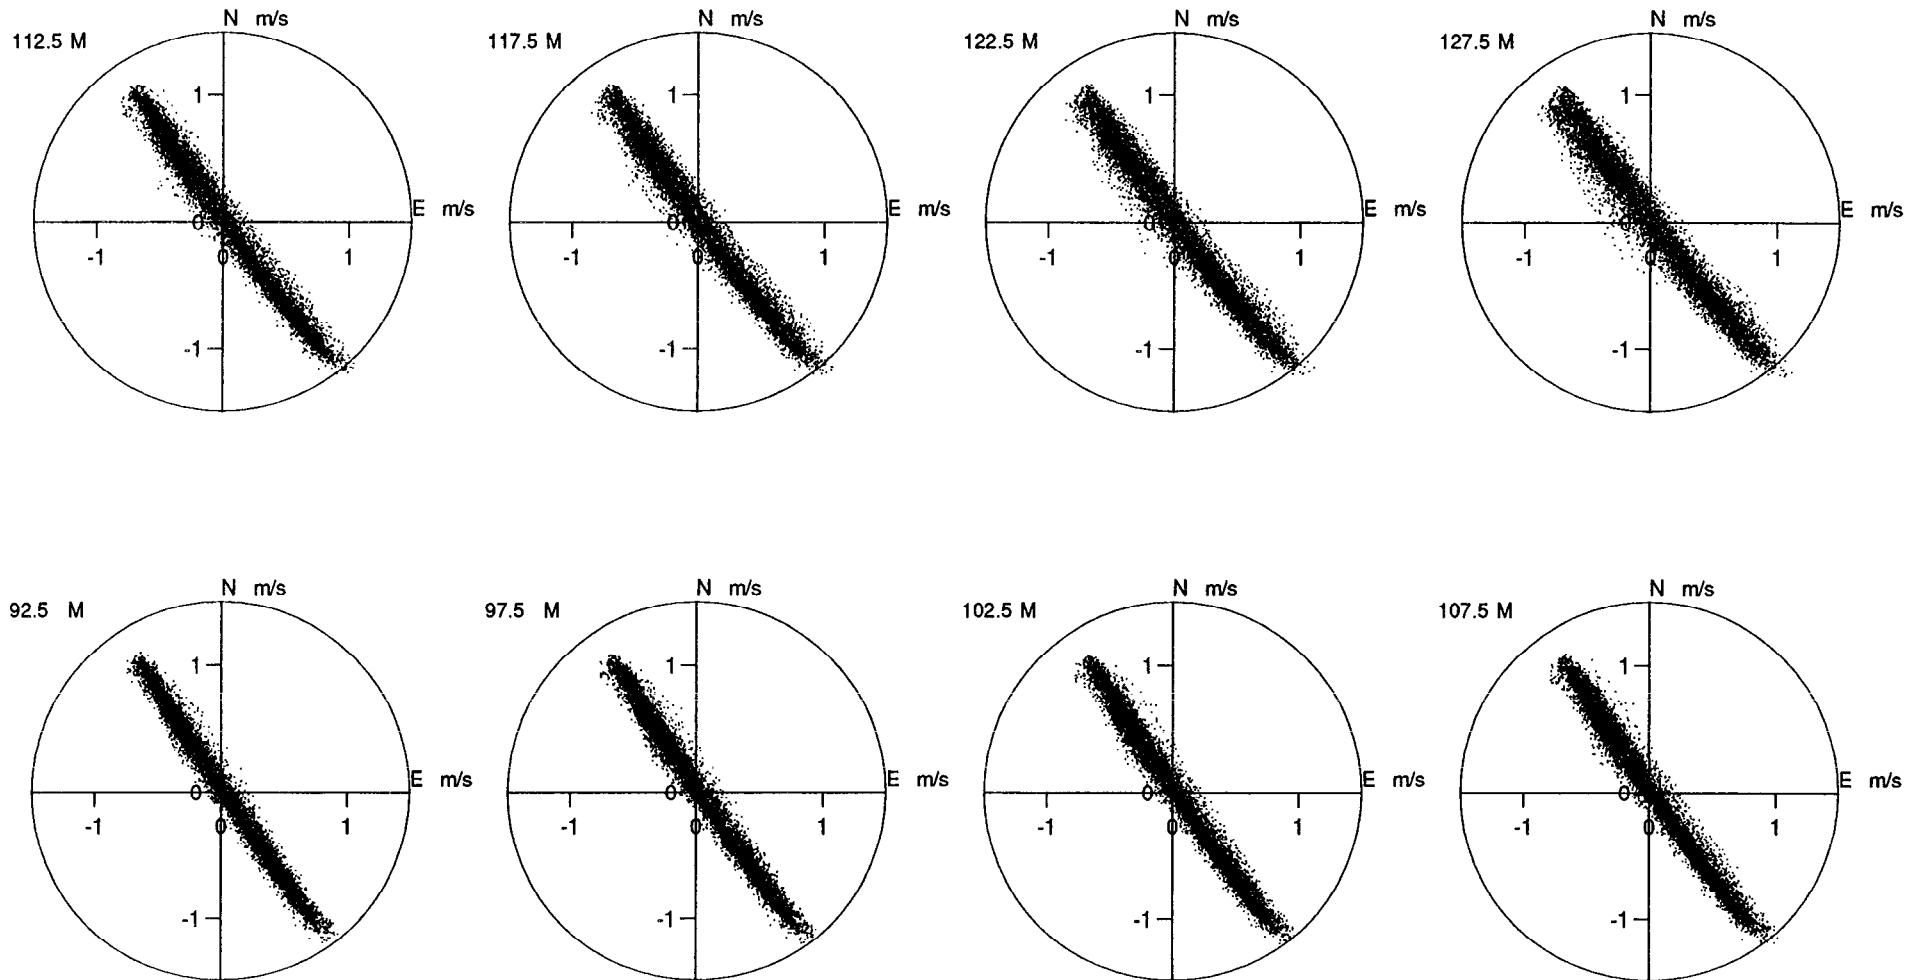 N m/s N m/s N m/s N m/s
112.5 M 117.5 M 122.5 M 127.5 M
1 1 1 1
E m/s E m/s E m/s E m/s
0 0 0 0
-1 0 1 -1 0 1 -1 0 1 -1 0 1
-1 -1 -1 -1
N m/s N m/s N m/s N m/s
92.5 M 97.5 M 102.5 M 107.5 M
1 1 1 1
E m/s E m/s E m/s E m/s
0 0 0 0
-1 0 1 -1 0 1 -1 0 1 -1 0 1
-1 -1 -1 -1